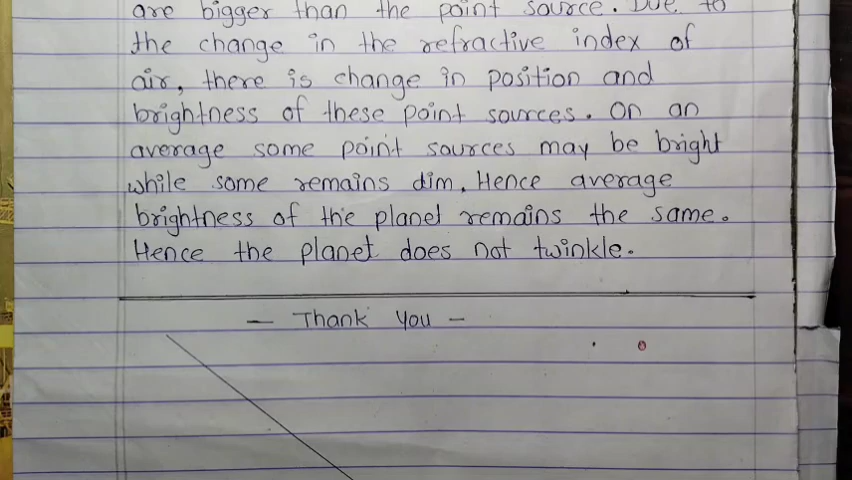 are bigger than the point source. Due to
the change in the refractive index of
air, there is change in position and
brightness of these point sources. On an
average some point sources may be bright
while some remains dim. Hence average
brightness of the planet remains the same.
Hence the planet does not twinkle.
— Thank You —